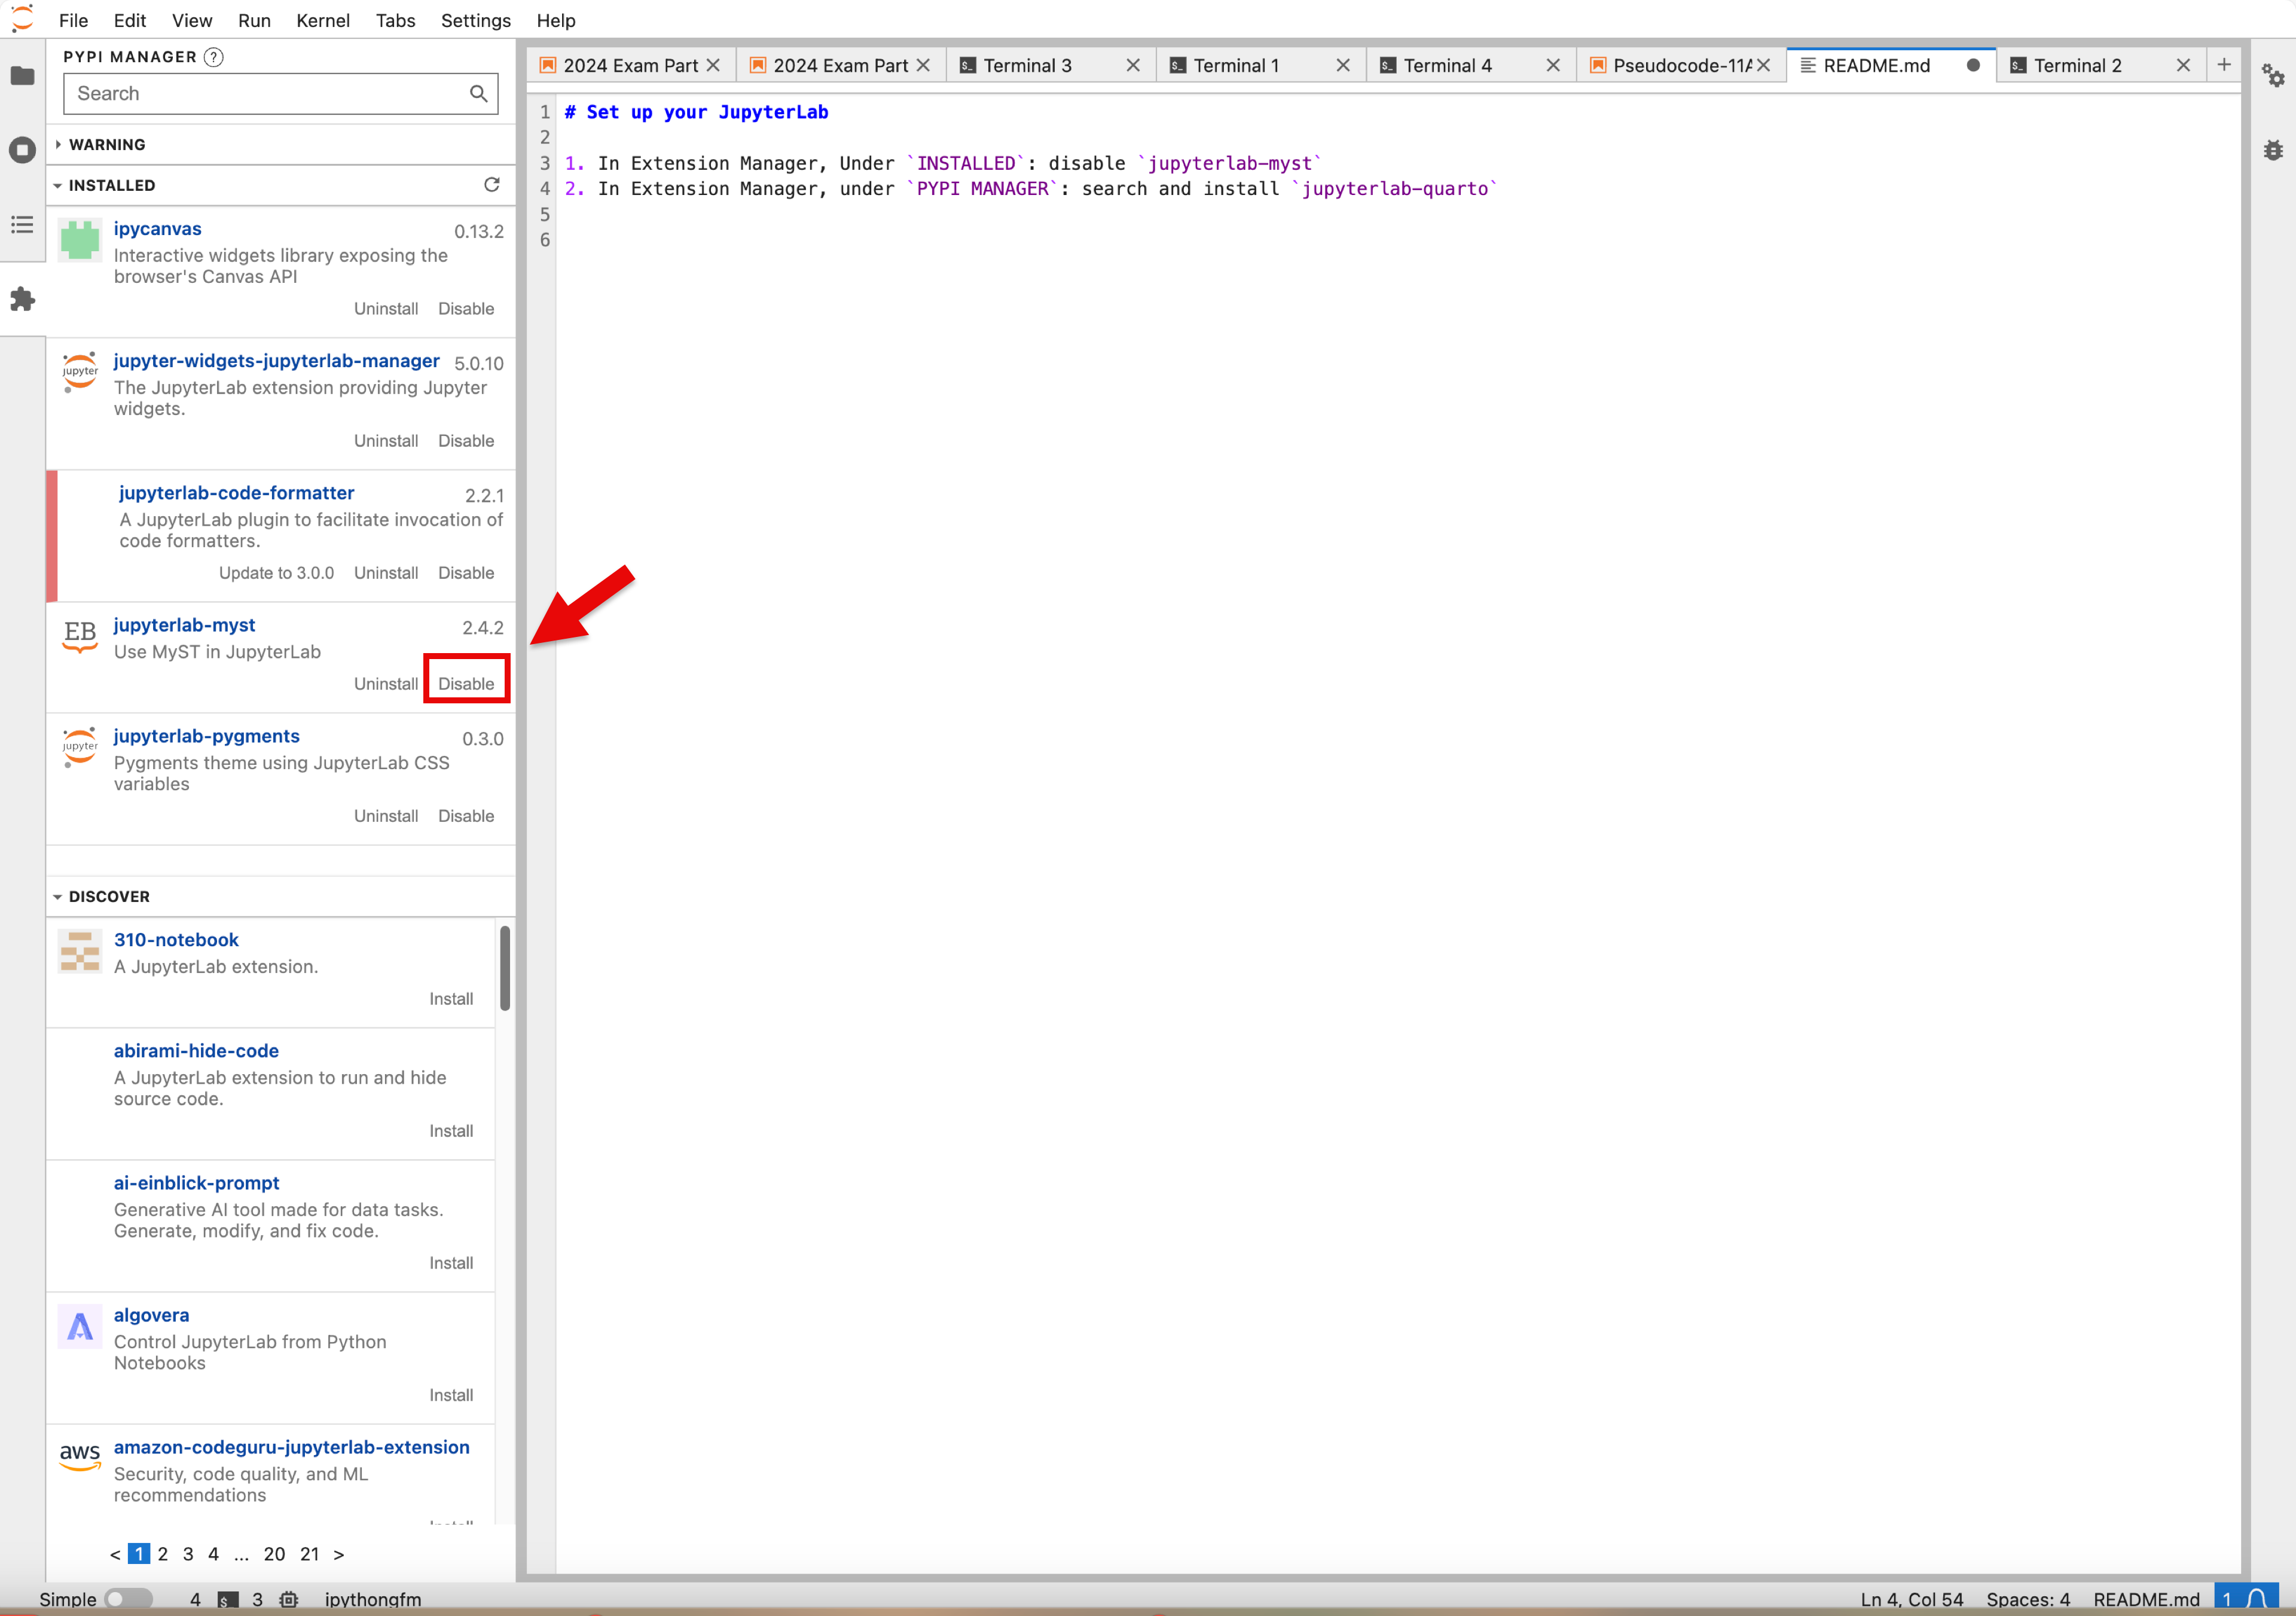 File Edit View Run Kernel Tabs Settings Help
PYPI MANAGER ?
Search
WARNING
INSTALLED
ipycanvas 0.13.2
Interactive widgets library exposing the
browser's Canvas API
Uninstall Disable
jupyter
jupyter-widgets-jupyterlab-manager 5.0.10
The JupyterLab extension providing Jupyter
widgets.
Uninstall Disable
jupyterlab-code-formatter 2.2.1
A JupyterLab plugin to facilitate invocation of
code formatters.
Update to 3.0.0 Uninstall Disable
EB
jupyterlab-myst 2.4.2
Use MyST in JupyterLab
Uninstall Disable
jupyter
jupyterlab-pygments 0.3.0
Pygments theme using JupyterLab CSS
variables
Uninstall Disable
DISCOVER
310-notebook
A JupyterLab extension.
Install
abirami-hide-code
A JupyterLab extension to run and hide
source code.
Install
ai-einblick-prompt
Generative AI tool made for data tasks.
Generate, modify, and fix code.
Install
algovera
Control JupyterLab from Python
Notebooks
Install
aws
amazon-codeguru-jupyterlab-extension
Security, code quality, and ML
recommendations
Install
< 1 2 3 4 ... 20 21 >
2024 Exam Part 2024 Exam Part Terminal 3 Terminal 1 Terminal 4 Pseudocode-11A README.md Terminal 2 +
1 # Set up your JupyterLab
2
3 1. In Extension Manager, Under `INSTALLED`: disable `jupyterlab-myst`
4 2. In Extension Manager, under `PYPI MANAGER`: search and install `jupyterlab-quarto`
5
6
Simple 4 $_ 3 ipythongfm Ln 4, Col 54 Spaces: 4 README.md 1